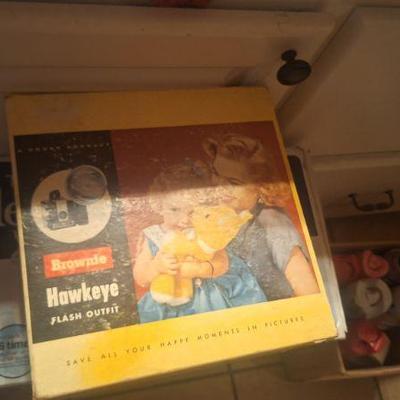 A KODAK PRODUCT
Brownie
Hawkeye
FLASH OUTFIT
SAVE ALL YOUR HAPPY MOMENTS IN PICTURES